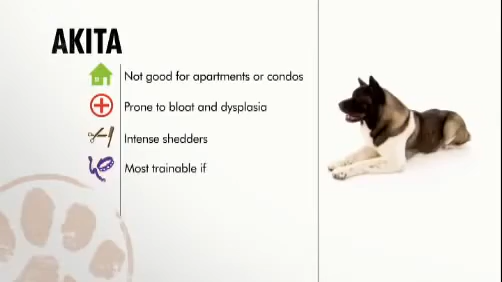 AKITA
Not good for apartments or condos
Prone to bloat and dysplasia
Intense shedders
Most trainable if